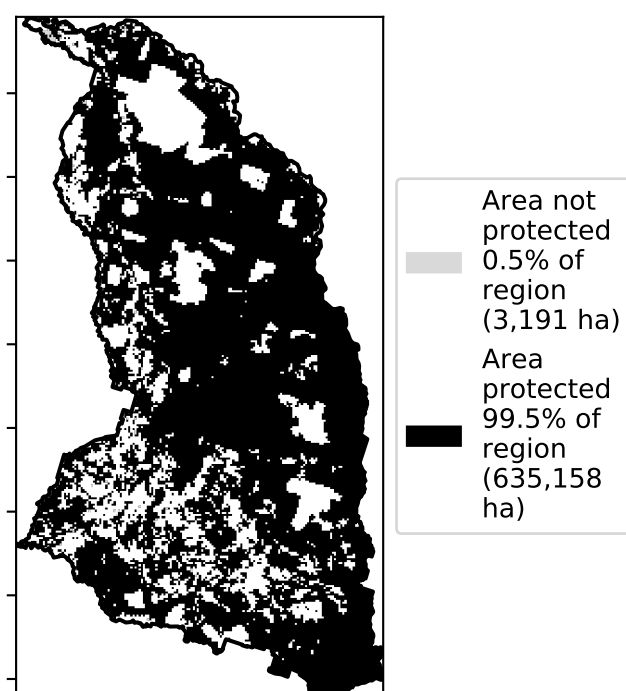 Area not
protected
0.5% of
region
(3,191 ha)
Area
protected
99.5% of
region
(635,158
ha)